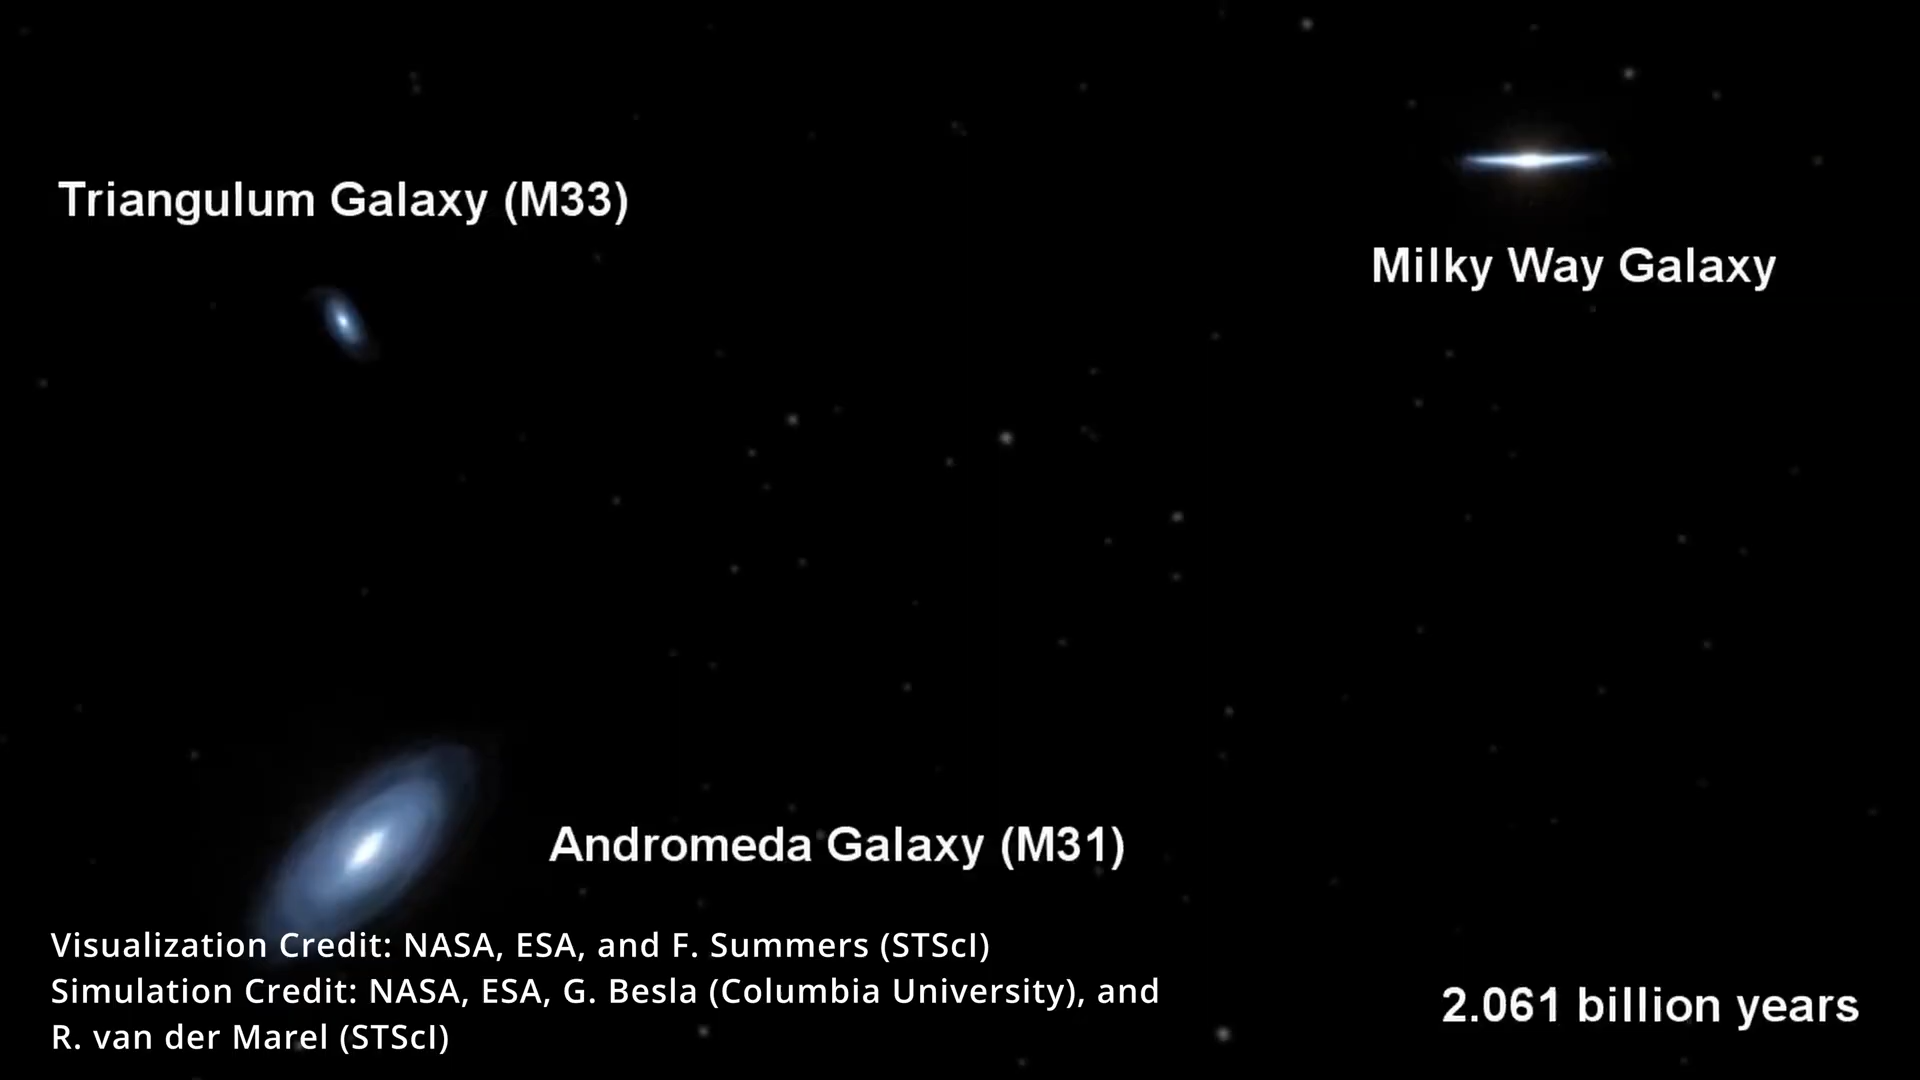 Triangulum Galaxy (M33)
Milky Way Galaxy
Andromeda Galaxy (M31)
Visualization Credit: NASA, ESA, and F. Summers (STScI)
Simulation Credit: NASA, ESA, G. Besla (Columbia University), and
R. van der Marel (STScI)
2.061 billion years